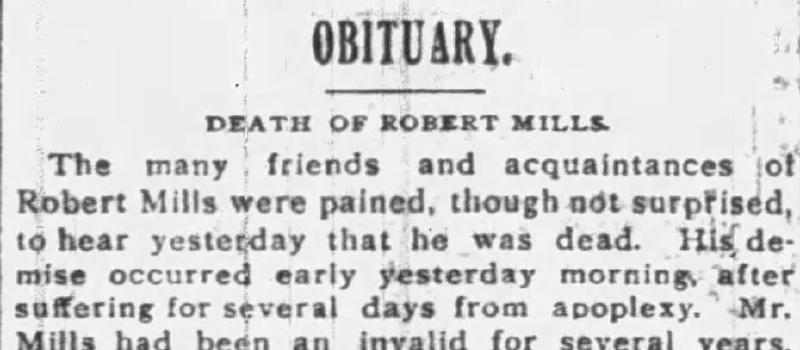 OBITUARY.
DEATH OF ROBERT MILLS.
The many friends and acquaintances of
Robert Mills were pained, though not surprised,
to hear yesterday that he was dead. His de-
mise occurred early yesterday morning, after
suffering for several days from apoplexy. Mr.
Mills had been an invalid for several years,